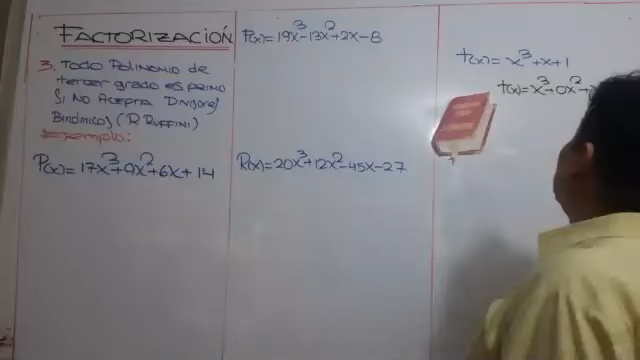 FACTORIZACIÓN
3. TODO POLINOMIO DE
tercer grado es PRIMO
Si NO ACEPTA Divisores
Binómicos (R. RUFFINI)
Ejemplo:
P(x)= 17x³+9x²+6x+14
P(x)= 19x³-13x²+2x-8
R(x)= 20x³+12x²-45x-27
t(x)= x³+x+1
t(x)= x³+0x²+x